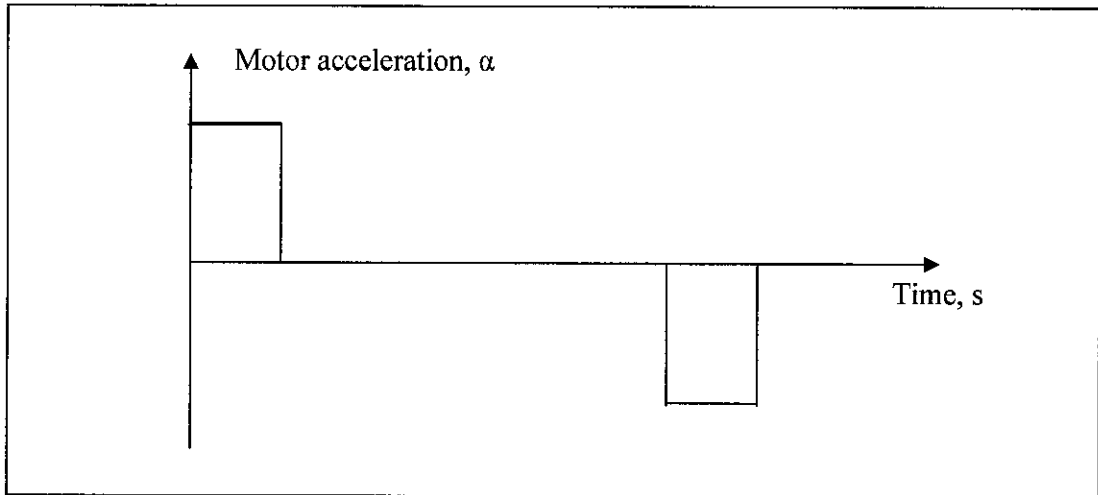 Motor acceleration, α
Time, s